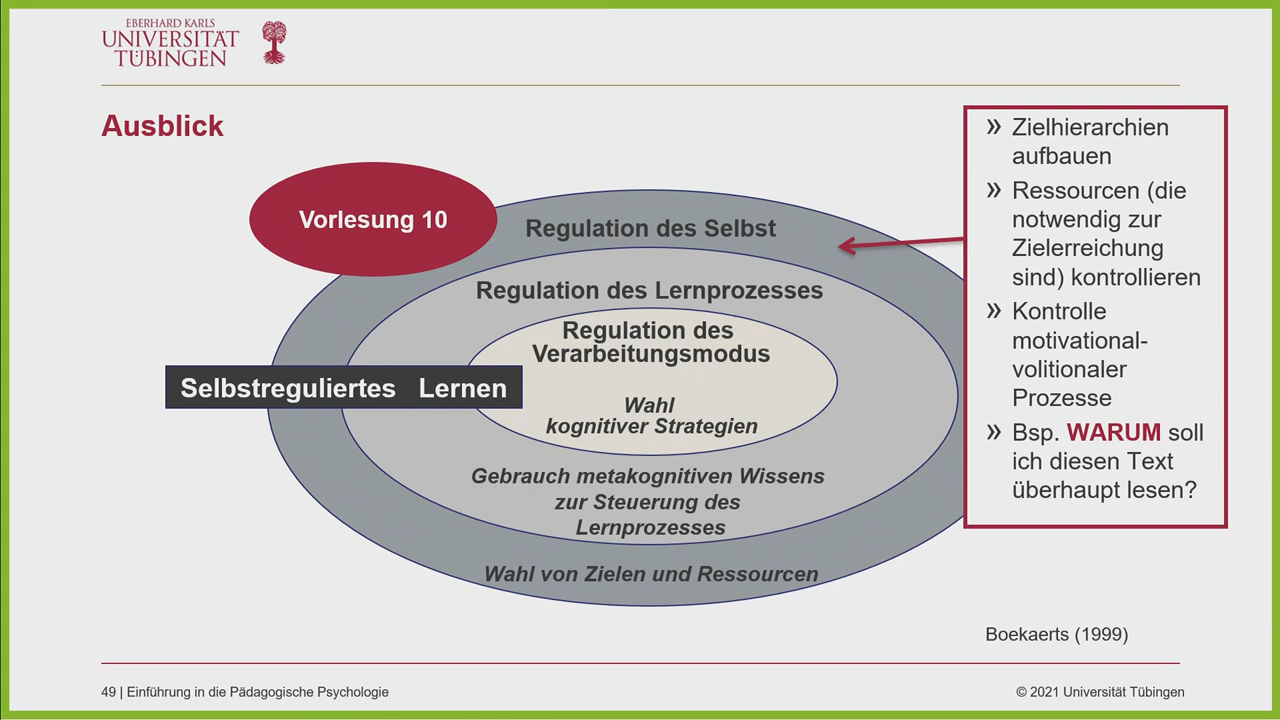 EBERHARD KARLS
UNIVERSITÄT
TÜBINGEN
Ausblick
Vorlesung 10
Regulation des Selbst
Regulation des Lernprozesses
Regulation des
Verarbeitungsmodus
Selbstreguliertes Lernen
Wahl
kognitiver Strategien
Gebrauch metakognitiven Wissens
zur Steuerung des
Lernprozesses
Wahl von Zielen und Ressourcen
» Zielhierarchien
aufbauen
» Ressourcen (die
notwendig zur
Zielerreichung
sind) kontrollieren
» Kontrolle
motivational-
volitionaler
Prozesse
» Bsp. WARUM soll
ich diesen Text
überhaupt lesen?
Boekaerts (1999)
49 | Einführung in die Pädagogische Psychologie
© 2021 Universität Tübingen